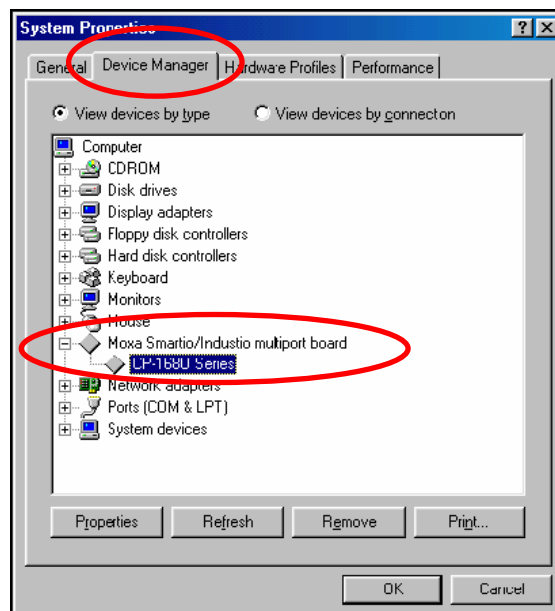 System Properties
General Device Manager Hardware Profiles Performance
View devices by type View devices by connecton
Computer
CDROM
Disk drives
Display adapters
Floppy disk controllers
Hard disk controllers
Keyboard
Monitors
Mouse
Moxa Smartio/Industio multiport board
CP-168U Series
Network adapters
Ports (COM & LPT)
System devices
Properties Refresh Remove Print...
OK Cancel